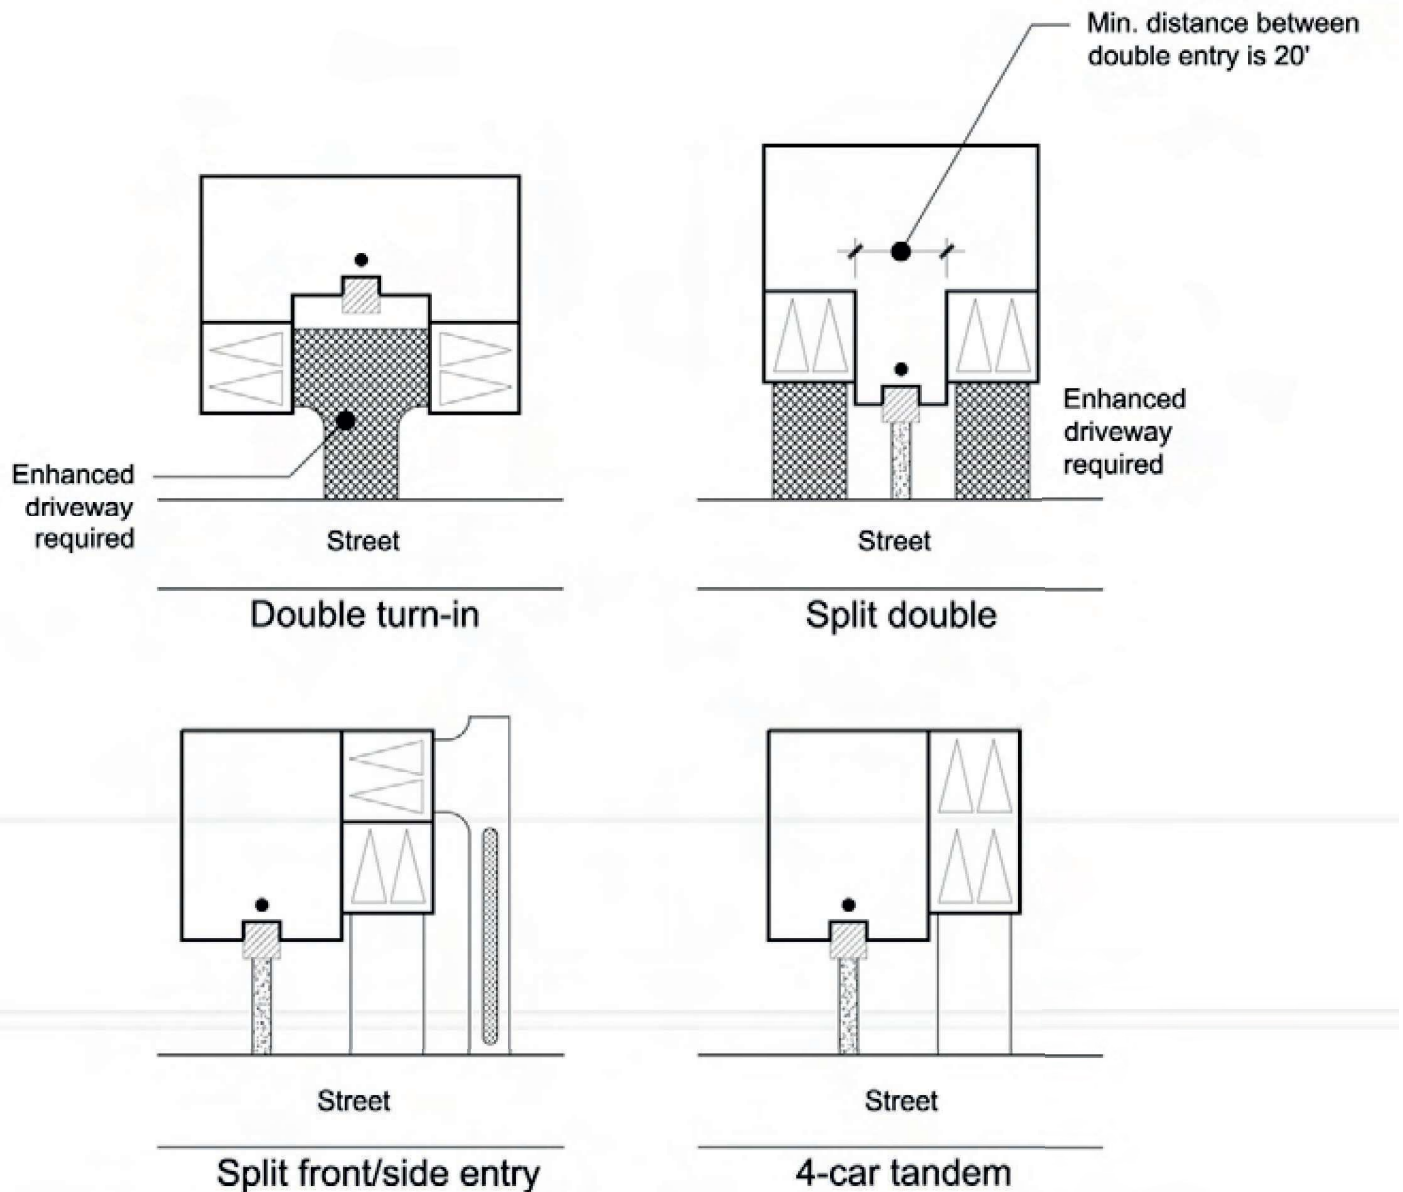 Min. distance between
double entry is 20'
Enhanced
driveway
required
Street
Double turn-in
Enhanced
driveway
required
Street
Split double
Street
Split front/side entry
Street
4-car tandem